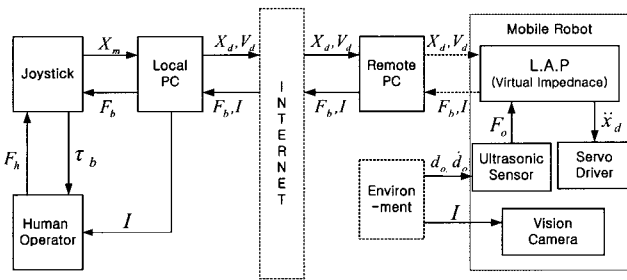 Mobile Robot
Joystick
X_m
F_b
Local
PC
X_d, V_d
F_b, I
INTERNET
X_d, V_d
F_b, I
Remote
PC
X_d, V_d
F_b, I
L.A.P
(Virtual Impednace)
F_o
ẍ_d
F_h
τ_b
Human
Operator
I
Environ
-ment
d_o, ḋ_o
I
Ultrasonic
Sensor
Servo
Driver
Vision
Camera